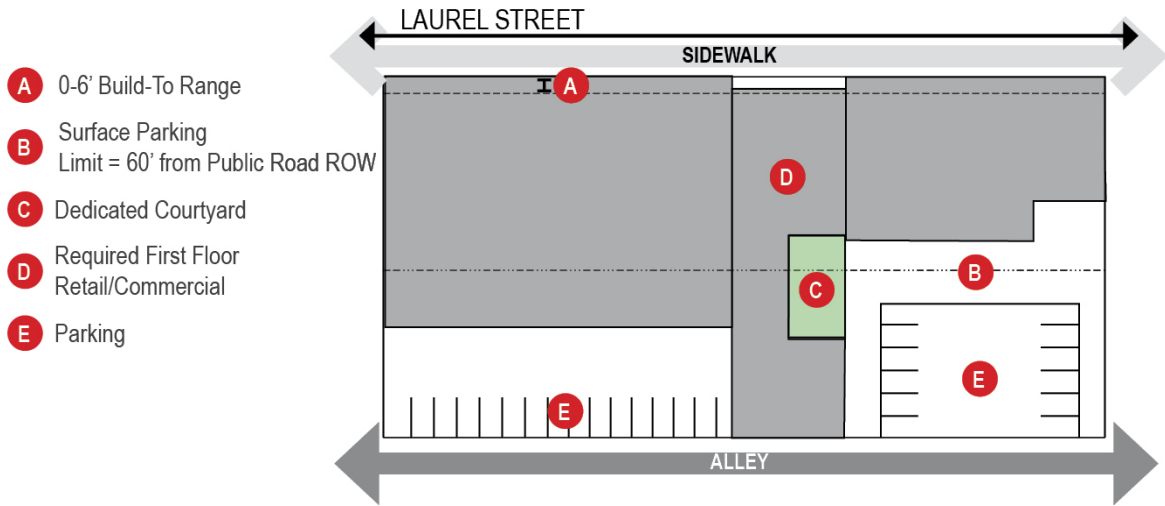 LAUREL STREET
SIDEWALK
A 0-6’ Build-To Range
B Surface Parking
Limit = 60’ from Public Road ROW
C Dedicated Courtyard
D Required First Floor
Retail/Commercial
E Parking
A
D
B
C
E
E
ALLEY